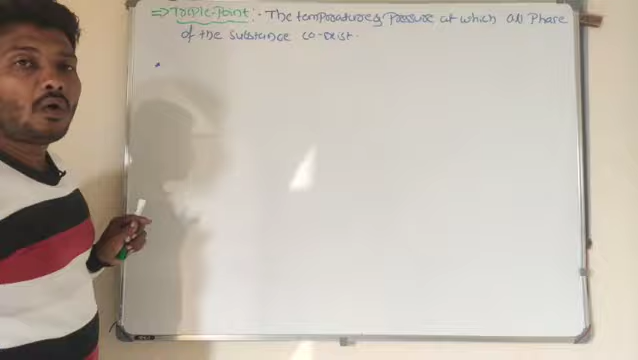 ⇒ Triple-Point :- The temperature & Pressure at which all Phase
of the substance co-exist.